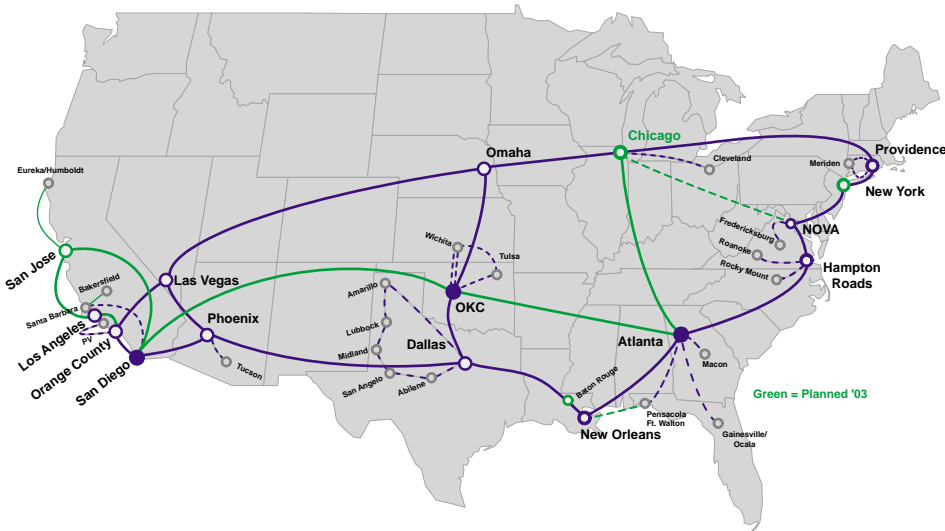 Chicago
Omaha
Cleveland
Meriden
Providence
Eureka/Humboldt
New York
Fredericksburg
NOVA
Wichita
Roanoke
San Jose
Tulsa
Rocky Mount
Hampton
Roads
Las Vegas
Bakersfield
Amarillo
OKC
Santa Barbara
Phoenix
Los Angeles
Lubbock
PV
Atlanta
Orange County
Dallas
Midland
Macon
San Diego
Tucson
San Angelo
Abilene
Baton Rouge
Green = Planned '03
Pensacola
Ft. Walton
New Orleans
Gainesville/
Ocala